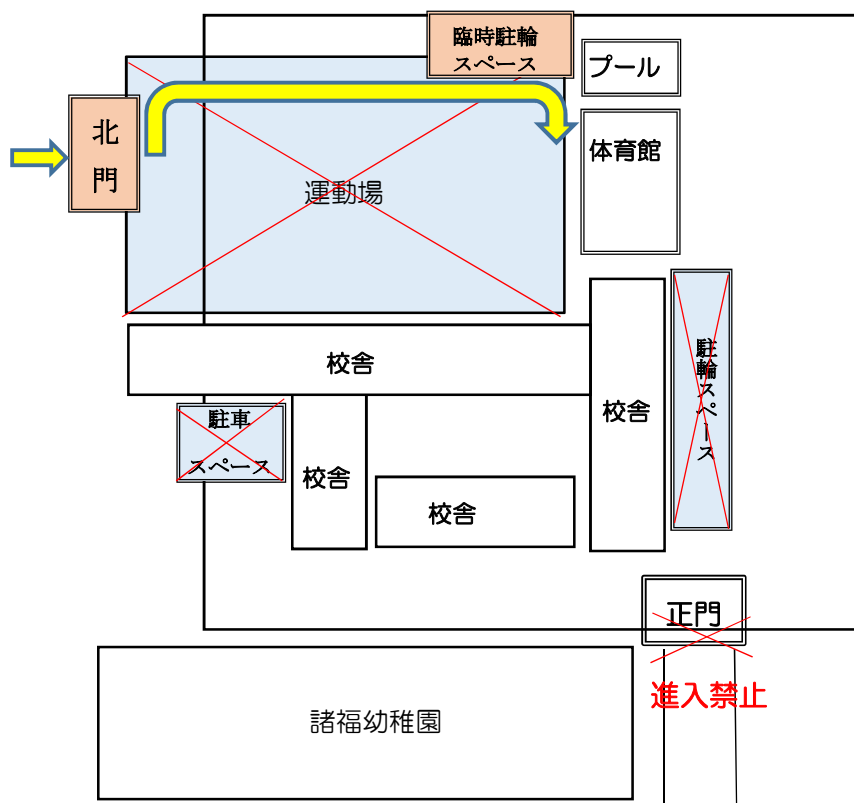 臨時駐輪
スペース
プール
北
門
体育館
運動場
校舎
駐輪スペース
校舎
駐車
スペース
校舎
校舎
正門
進入禁止
諸福幼稚園